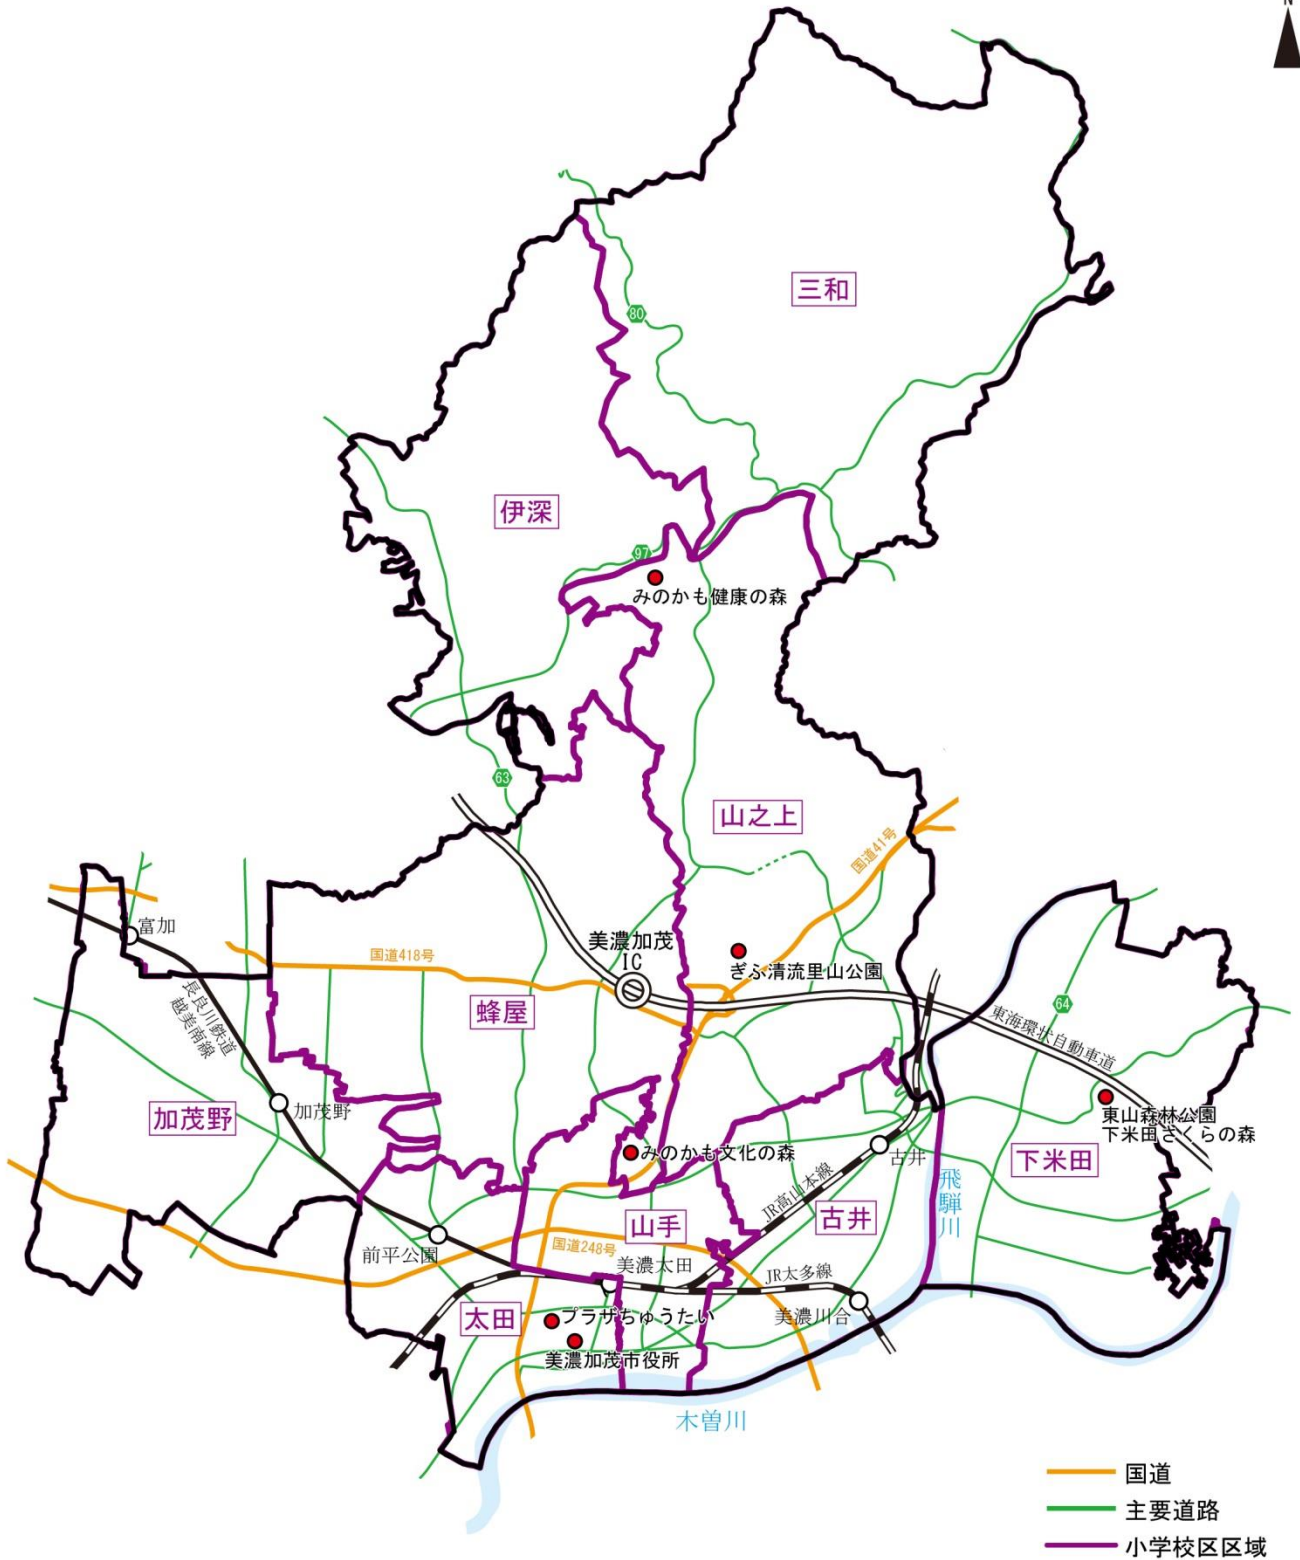 N
三和
80
伊深
97
みのかも健康の森
63
山之上
国道41号
富加
国道418号
美濃加茂
IC
ぎふ清流里山公園
長良川鉄道
越美南線
蜂屋
64
東海環状自動車道
加茂野
加茂野
東山森林公園
下米田さくらの森
みのかも文化の森
古井
下米田
飛騨川
JR高山本線
古井
山手
前平公園
国道248号
美濃太田
JR太多線
太田
プラザちゅうたい
美濃川合
美濃加茂市役所
木曽川
国道
主要道路
小学校区区域